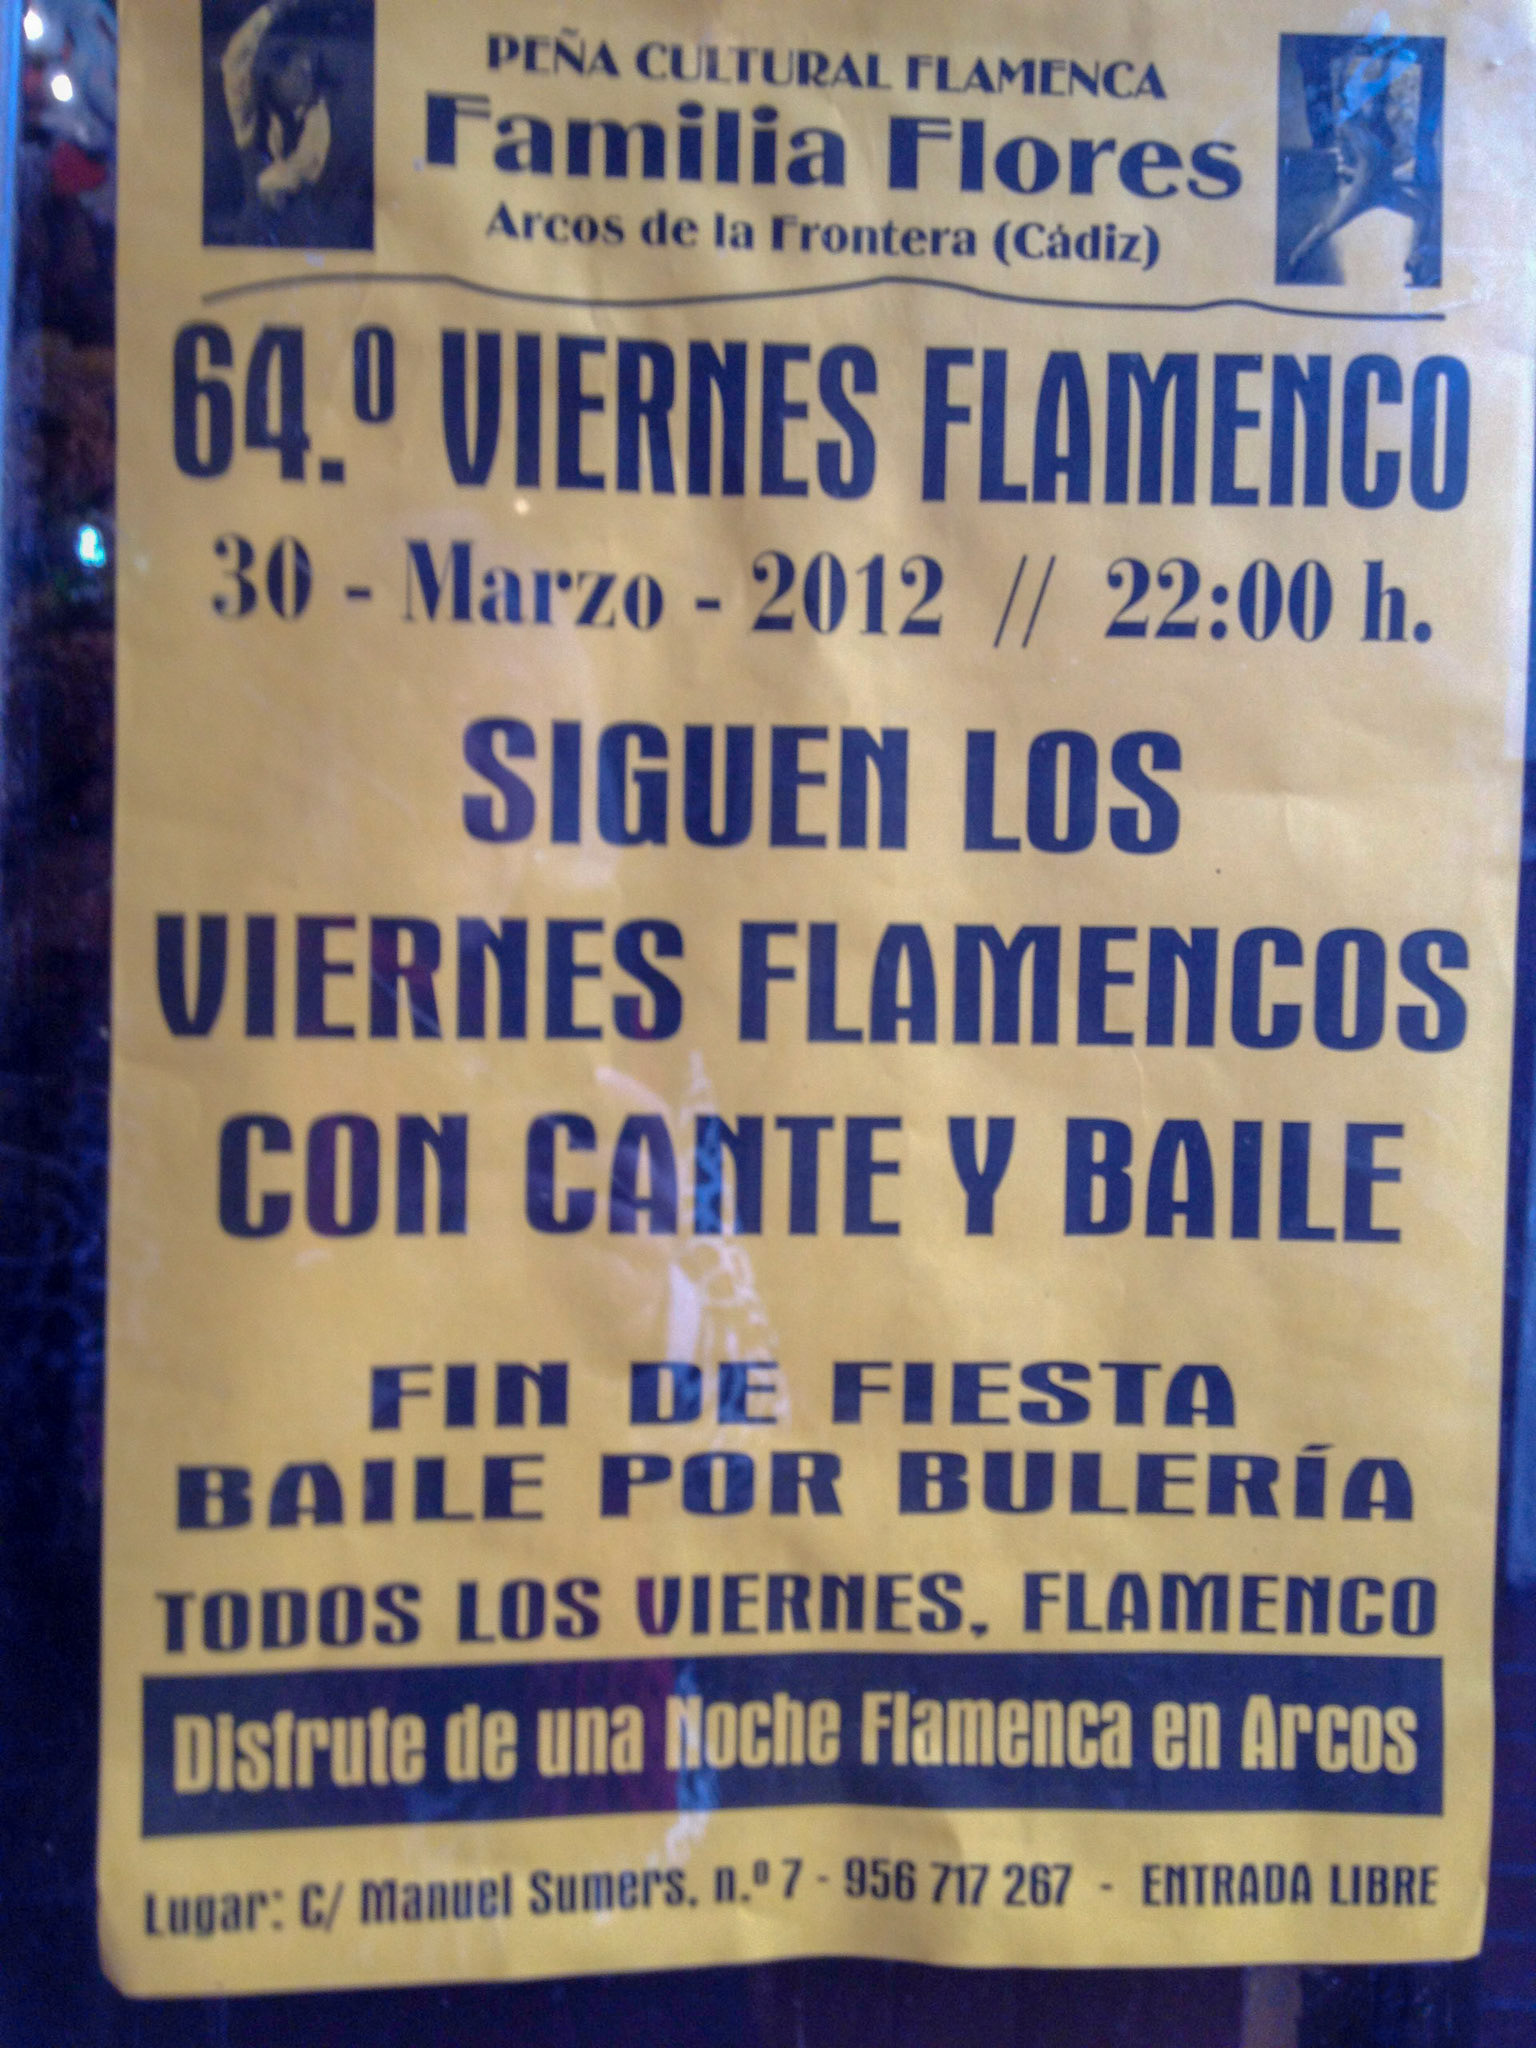 PEÑA CULTURAL FLAMENCA
Familia Flores
Arcos de la Frontera (Cádiz)
64.º VIERNES FLAMENCO
30 - Marzo - 2012 // 22:00 h.
SIGUEN LOS
VIERNES FLAMENCOS
CON CANTE Y BAILE
FIN DE FIESTA
BAILE POR BULERÍA
TODOS LOS VIERNES, FLAMENCO
Disfrute de una Noche Flamenca en Arcos
Lugar: C/ Manuel Sumers, n.º 7 - 956 717 267 - ENTRADA LIBRE